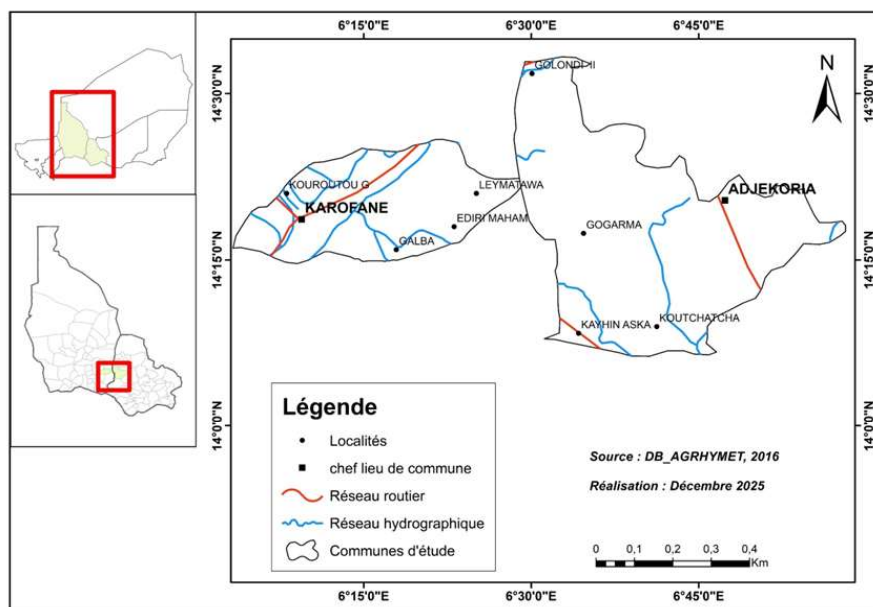 6°15'0"E 6°30'0"E 6°45'0"E
N
14°30'0"N 14°30'0"N
GOLONDI II
KOUROUTOU G
LEYMATAWA
ADJEKORIA
KAROFANE
EDIRI MAHAM
GOGARMA
GALBA
14°15'0"N 14°15'0"N
KAYHIN ASKA
KOUTCHATCHA
Légende
Localités
chef lieu de commune
Réseau routier
Réseau hydrographique
Communes d'étude
14°0'0"N 14°0'0"N
Source : DB_AGRHYMET, 2016
Réalisation : Décembre 2025
0 0,1 0,2 0,3 0,4
Km
6°15'0"E 6°30'0"E 6°45'0"E